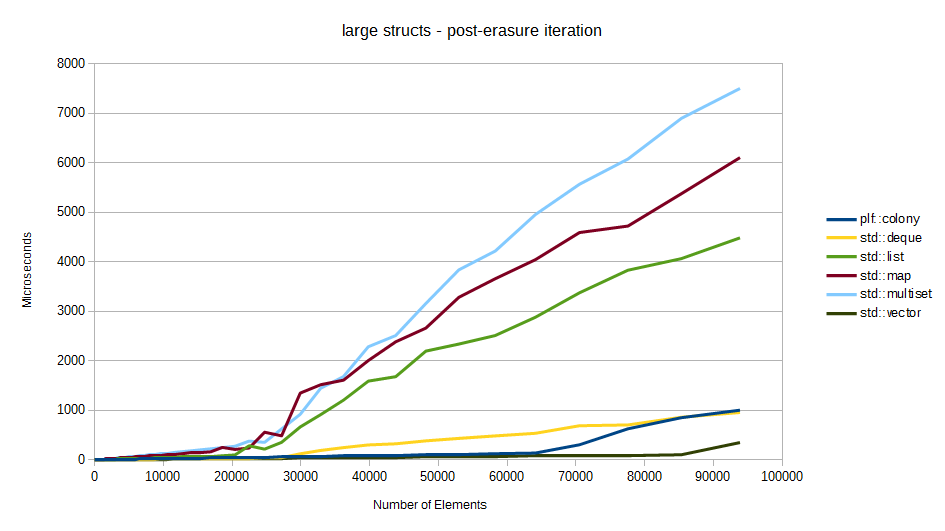 large structs - post-erasure iteration
8000
7000
6000
5000
4000
3000
2000
1000
0
Microseconds
0 10000 20000 30000 40000 50000 60000 70000 80000 90000 100000
Number of Elements
plf::colony
std::deque
std::list
std::map
std::multiset
std::vector